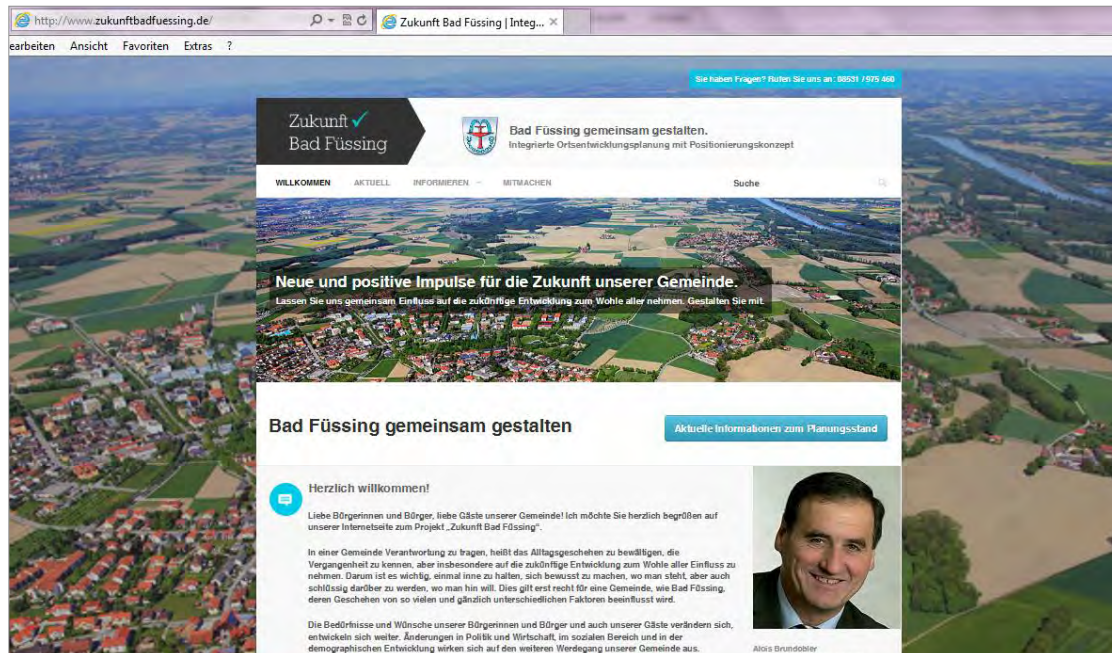 http://www.zukunftbadfuessing.de/
Zukunft Bad Füssing | Integ...
earbeiten Ansicht Favoriten Extras ?
Sie haben Fragen? Rufen Sie uns an: 08531 / 975 460
Zukunft
Bad Füssing
Bad Füssing gemeinsam gestalten.
Integrierte Ortsentwicklungsplanung mit Positionierungskonzept
WILLKOMMEN AKTUELL INFORMIEREN MITMACHEN Suche
Neue und positive Impulse für die Zukunft unserer Gemeinde.
Lassen Sie uns gemeinsam Einfluss auf die zukünftige Entwicklung zum Wohle aller nehmen. Gestalten Sie mit.
Bad Füssing gemeinsam gestalten
Aktuelle Informationen zum Planungsstand
Herzlich willkommen!
Liebe Bürgerinnen und Bürger, liebe Gäste unserer Gemeinde! Ich möchte Sie herzlich begrüßen auf
unserer Internetseite zum Projekt „Zukunft Bad Füssing“.
In einer Gemeinde Verantwortung zu tragen, heißt das Alltagsgeschehen zu bewältigen, die
Vergangenheit zu kennen, aber insbesondere auf die zukünftige Entwicklung zum Wohle aller Einfluss zu
nehmen. Darum ist es wichtig, einmal inne zu halten, sich bewusst zu machen, wo man steht, aber auch
schlüssig darüber zu werden, wo man hin will. Dies gilt erst recht für eine Gemeinde, wie Bad Füssing,
deren Geschehen von so vielen und gänzlich unterschiedlichen Faktoren beeinflusst wird.
Die Bedürfnisse und Wünsche unserer Bürgerinnen und Bürger und auch unserer Gäste verändern sich,
entwickeln sich weiter. Änderungen in Politik und Wirtschaft, im sozialen Bereich und in der
demographischen Entwicklung wirken sich auf den weiteren Werdegang unserer Gemeinde aus.
Alois Brundobler